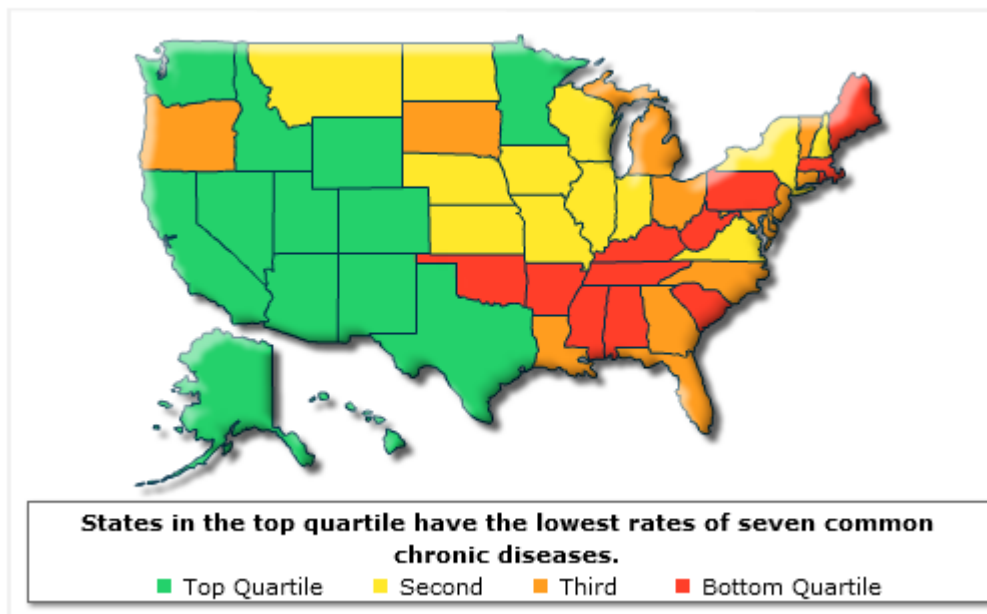 States in the top quartile have the lowest rates of seven common
chronic diseases.
Top Quartile Second Third Bottom Quartile